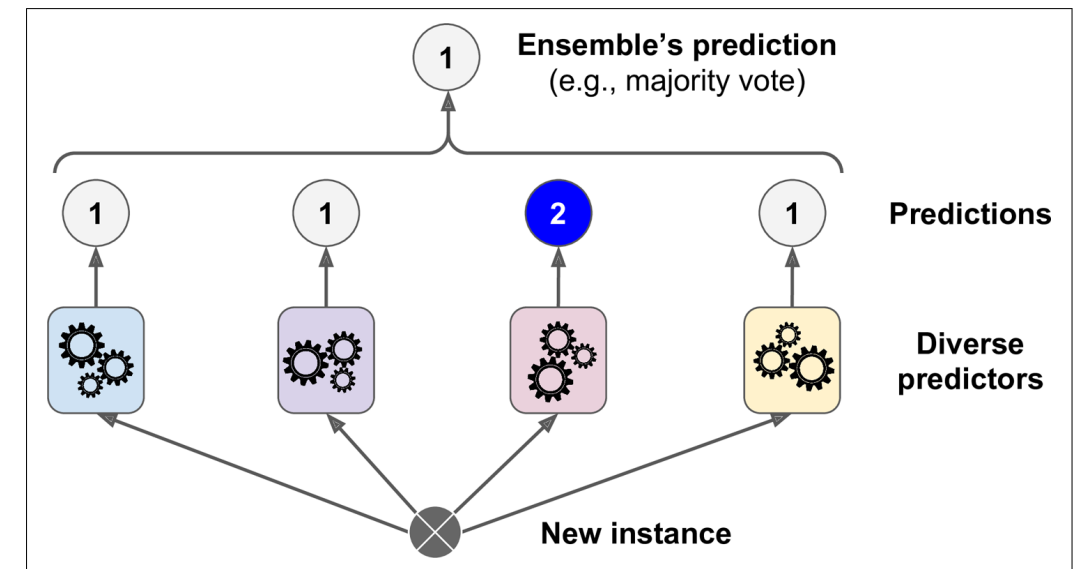 1
Ensemble’s prediction
(e.g., majority vote)
1
1
2
1
Predictions
Diverse
predictors
New instance